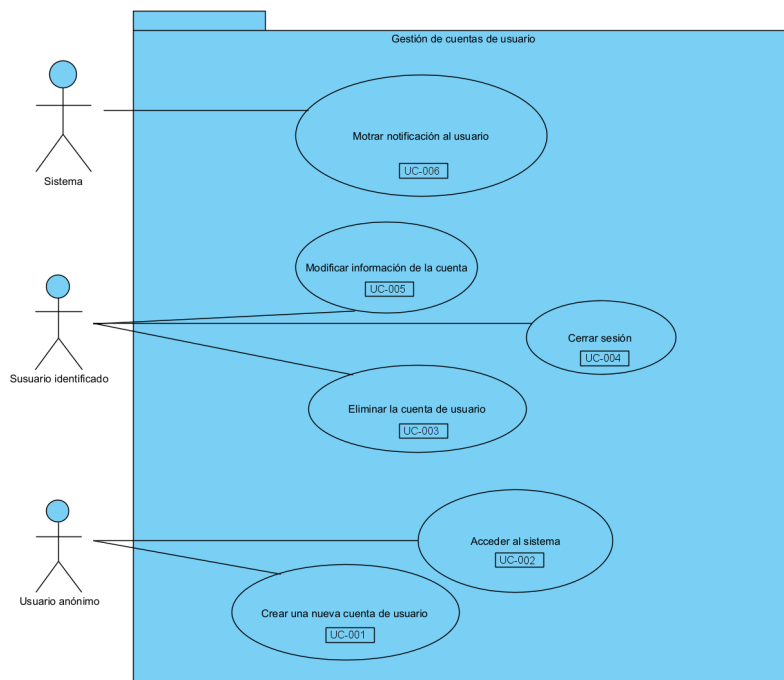 Gestión de cuentas de usuario
Motrar notificación al usuario
UC-006
Sistema
Modificar información de la cuenta
UC-005
Cerrar sesión
UC-004
Susuario identificado
Eliminar la cuenta de usuario
UC-003
Acceder al sistema
UC-002
Usuario anónimo
Crear una nueva cuenta de usuario
UC-001